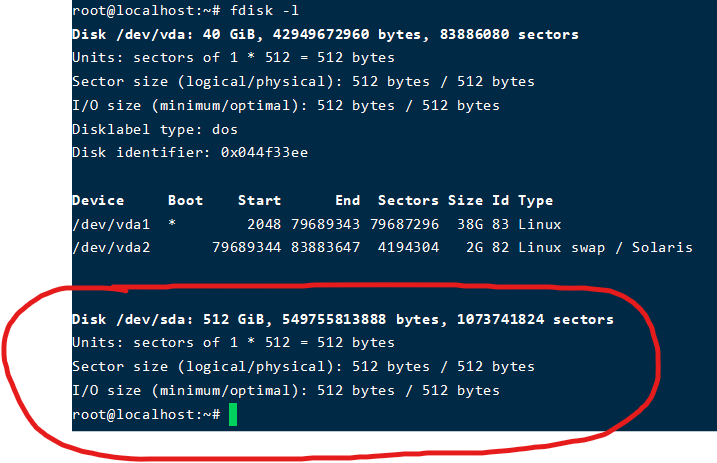 root@localhost:~# fdisk -l
Disk /dev/vda: 40 GiB, 42949672960 bytes, 83886080 sectors
Units: sectors of 1 * 512 = 512 bytes
Sector size (logical/physical): 512 bytes / 512 bytes
I/O size (minimum/optimal): 512 bytes / 512 bytes
Disklabel type: dos
Disk identifier: 0x044f33ee
Device     Boot    Start      End  Sectors Size Id Type
/dev/vda1  *        2048 79689343 79687296  38G 83 Linux
/dev/vda2       79689344 83883647  4194304   2G 82 Linux swap / Solaris
Disk /dev/sda: 512 GiB, 549755813888 bytes, 1073741824 sectors
Units: sectors of 1 * 512 = 512 bytes
Sector size (logical/physical): 512 bytes / 512 bytes
I/O size (minimum/optimal): 512 bytes / 512 bytes
root@localhost:~#